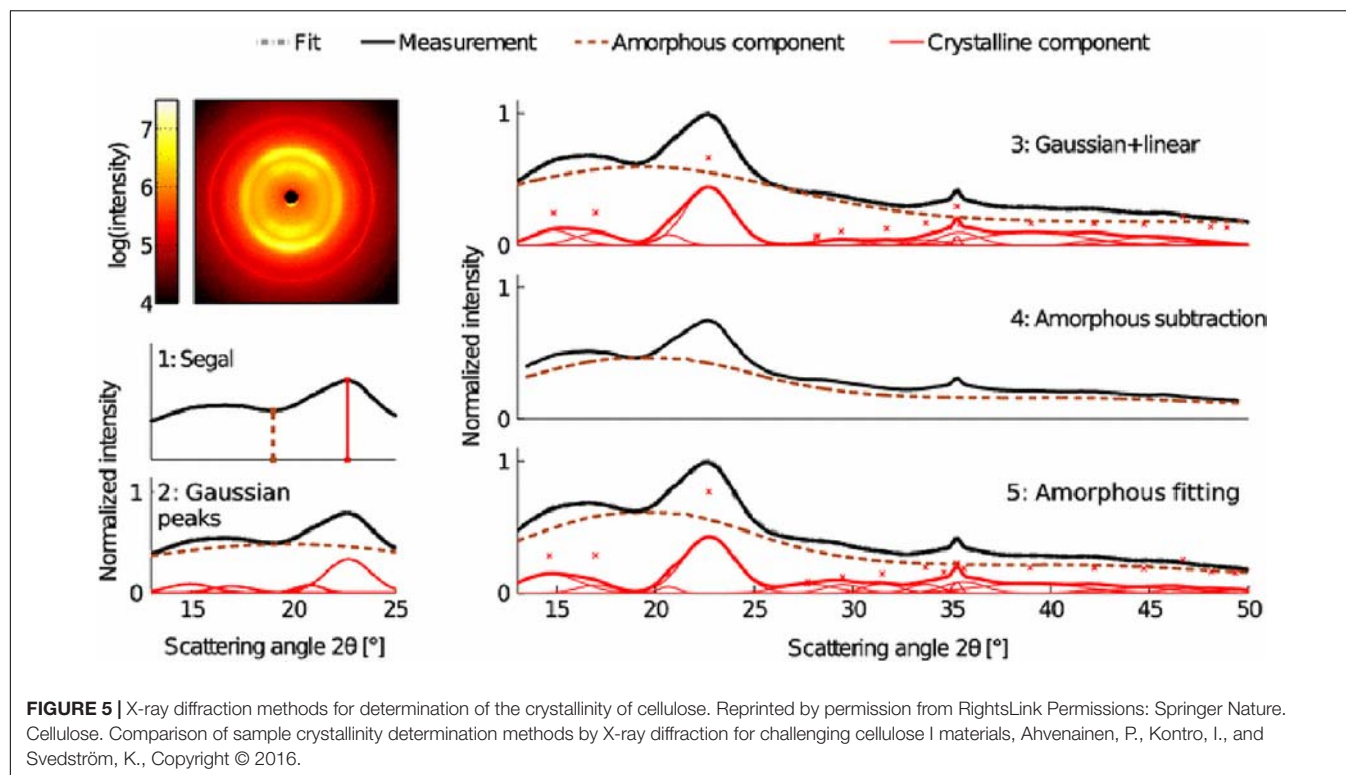 Fit Measurement Amorphous component Crystalline component
7
6
5
4
log(intensity)
1: Segal
2: Gaussian
peaks
1
0
15 20 25
Normalized intensity
Scattering angle 2θ [°]
3: Gaussian+linear
1
0
4: Amorphous subtraction
1
0
5: Amorphous fitting
1
0
15 20 25 30 35 40 45 50
Normalized intensity
Scattering angle 2θ [°]
FIGURE 5 | X-ray diffraction methods for determination of the crystallinity of cellulose. Reprinted by permission from RightsLink Permissions: Springer Nature.
Cellulose. Comparison of sample crystallinity determination methods by X-ray diffraction for challenging cellulose I materials, Ahvenainen, P., Kontro, I., and
Svedström, K., Copyright © 2016.